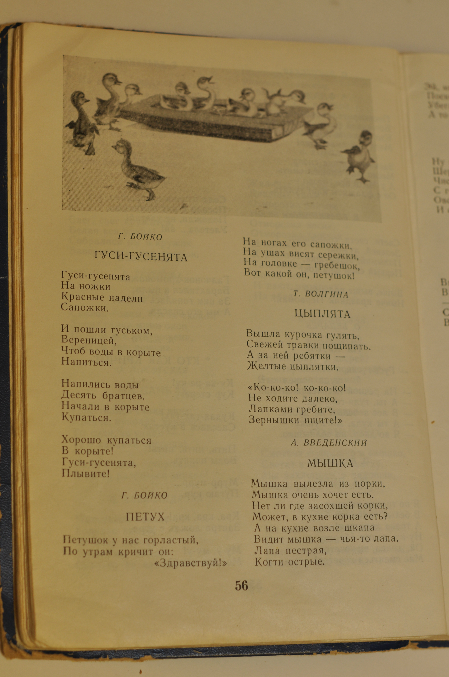 Г. БОЙКО
ГУСИ-ГУСЕНЯТА
Гуси-гусенята
На ножки
Красные надели
Сапожки.
И пошли гуськом,
Вереницей,
Чтоб воды в корыте
Напиться.
Напились воды
Десять братцев,
Начали в корыте
Купаться.
Хорошо купаться
В корыте!
Гуси-гусенята,
Плывите!
Г. БОЙКО
ПЕТУХ
Петушок у нас горластый,
По утрам кричит он:
«Здравствуй!»
На ногах его сапожки,
На ушах висят сережки,
На головке — гребешок,
Вот какой он, петушок!
Т. ВОЛГИНА
ЦЫПЛЯТА
Вышла курочка гулять,
Свежей травки пощипать,
А за ней ребятки —
Желтые цыплятки.
«Ко-ко-ко! ко-ко-ко!
Не ходите далеко,
Лапками гребите,
Зернышки ищите!»
А. ВВЕДЕНСКИЙ
МЫШКА
Мышка вылезла из норки,
Мышка очень хочет есть.
Нет ли где засохшей корки,
Может, в кухне корка есть?
А на кухне возле шкапа
Видит мышка — чья-то лапа.
Лапа пестрая,
Когти острые.
56